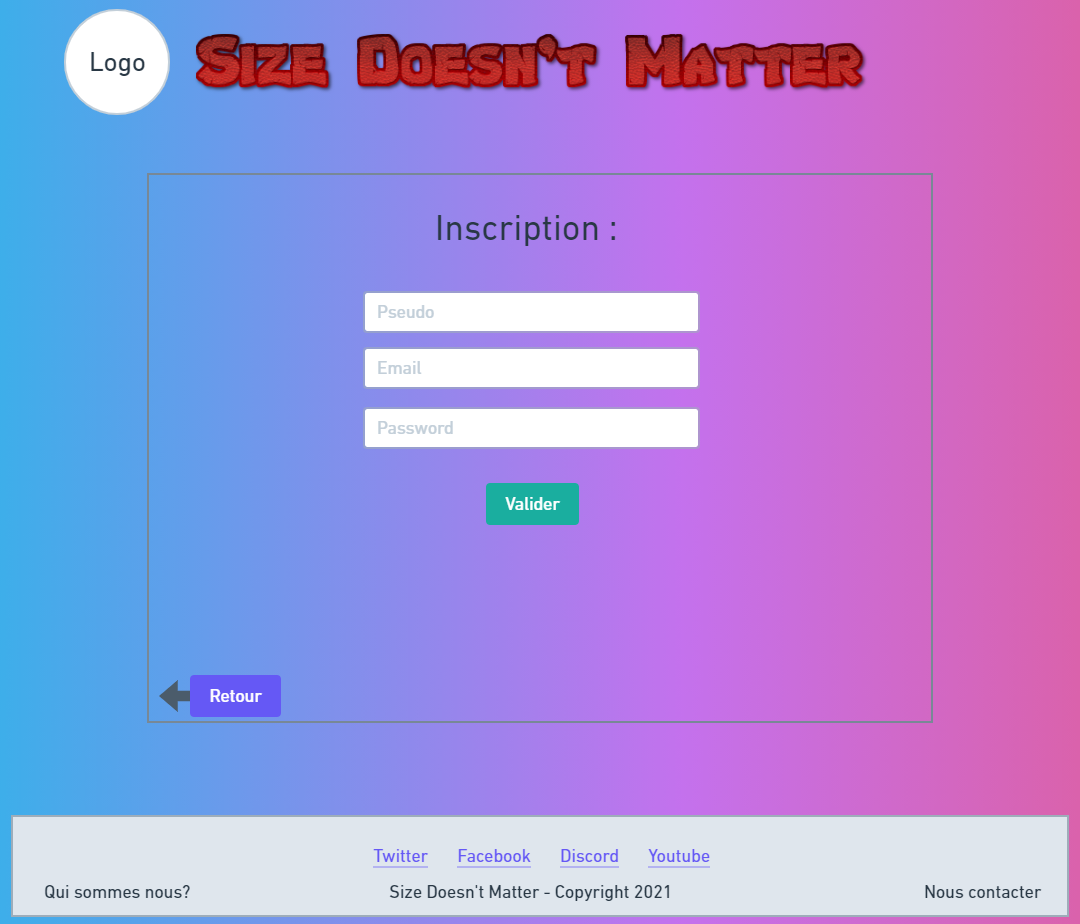 Logo
Size Doesn't Matter
Inscription :
Pseudo
Email
Password
Valider
Retour
Twitter Facebook Discord Youtube
Qui sommes nous? Size Doesn't Matter - Copyright 2021 Nous contacter